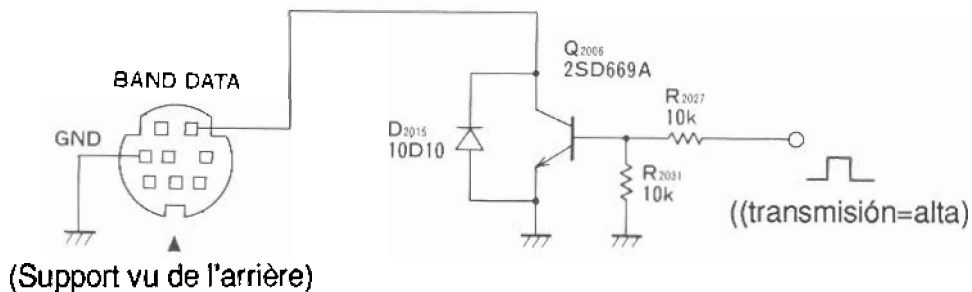 BAND DATA
GND
Q2006
2SD669A
D2015
10D10
R2027
10k
R2031
10k
((transmisión=alta)
(Support vu de l'arrière)